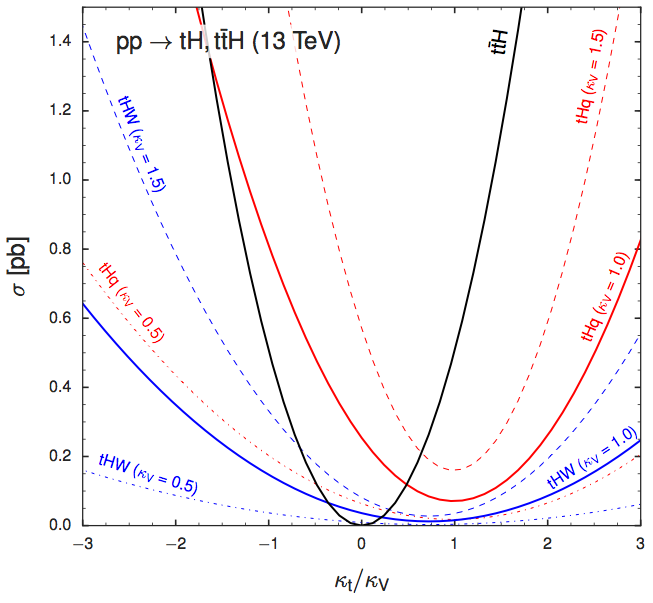 pp → tH, tt̄H (13 TeV)
tt̄H
tHq (κV = 1.5)
tHW (κV = 1.5)
tHq (κV = 0.5)
tHq (κV = 1.0)
tHW (κV = 0.5)
tHW (κV = 1.0)
σ [pb]
1.4
1.2
1.0
0.8
0.6
0.4
0.2
0.0
−3 −2 −1 0 1 2 3
κt/κV